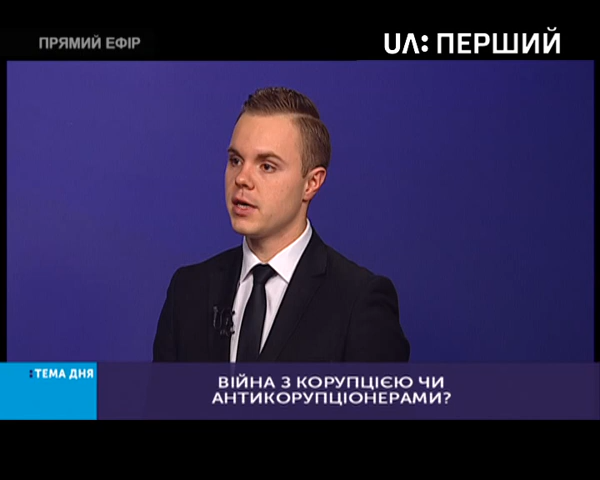 ПРЯМИЙ ЕФІР
UA: ПЕРШИЙ
:ТЕМА ДНЯ
ВІЙНА З КОРУПЦІЄЮ ЧИ
АНТИКОРУПЦІОНЕРАМИ?